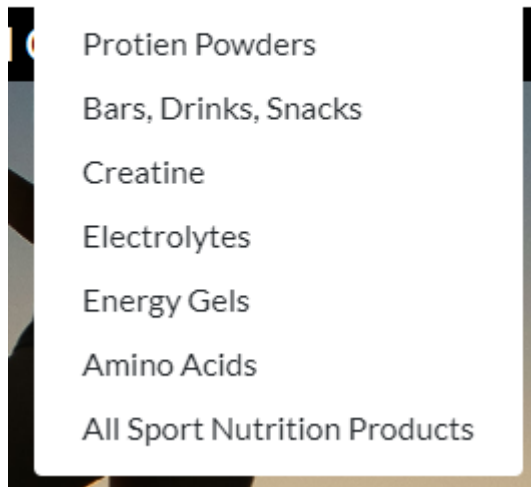 Protien Powders
Bars, Drinks, Snacks
Creatine
Electrolytes
Energy Gels
Amino Acids
All Sport Nutrition Products